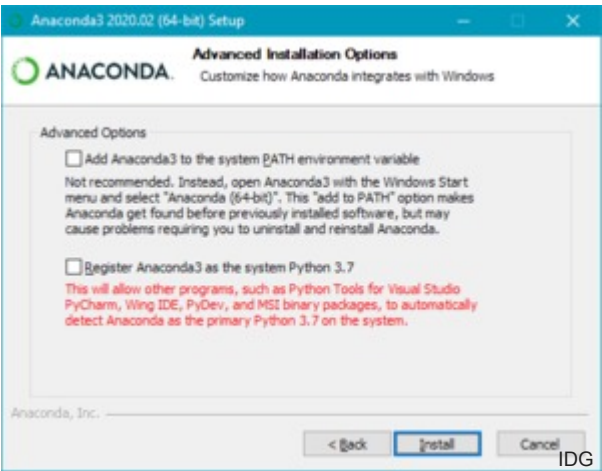 Anaconda3 2020.02 (64-bit) Setup
ANACONDA.
Advanced Installation Options
Customize how Anaconda integrates with Windows
Advanced Options
Add Anaconda3 to the system PATH environment variable
Not recommended. Instead, open Anaconda3 with the Windows Start
menu and select "Anaconda (64-bit)". This "add to PATH" option makes
Anaconda get found before previously installed software, but may
cause problems requiring you to uninstall and reinstall Anaconda.
Register Anaconda3 as the system Python 3.7
This will allow other programs, such as Python Tools for Visual Studio
PyCharm, Wing IDE, PyDev, and MSI binary packages, to automatically
detect Anaconda as the primary Python 3.7 on the system.
Anaconda, Inc.
< Back Install Cancel
IDG